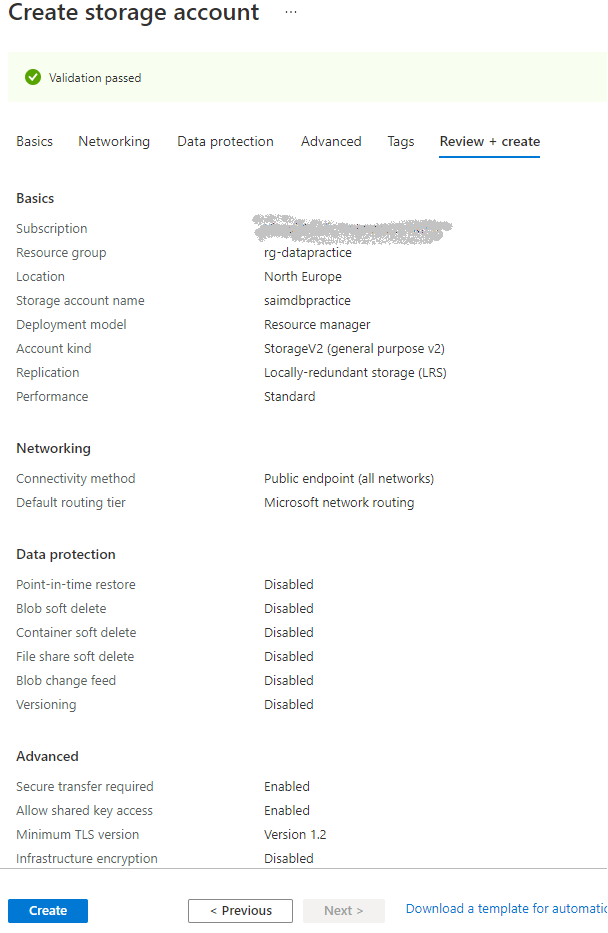 Create storage account ...
Validation passed
Basics Networking Data protection Advanced Tags Review + create
Basics
Subscription
Resource group rg-datapractice
Location North Europe
Storage account name saimdbpractice
Deployment model Resource manager
Account kind StorageV2 (general purpose v2)
Replication Locally-redundant storage (LRS)
Performance Standard
Networking
Connectivity method Public endpoint (all networks)
Default routing tier Microsoft network routing
Data protection
Point-in-time restore Disabled
Blob soft delete Disabled
Container soft delete Disabled
File share soft delete Disabled
Blob change feed Disabled
Versioning Disabled
Advanced
Secure transfer required Enabled
Allow shared key access Enabled
Minimum TLS version Version 1.2
Infrastructure encryption Disabled
Create < Previous Next > Download a template for automatic